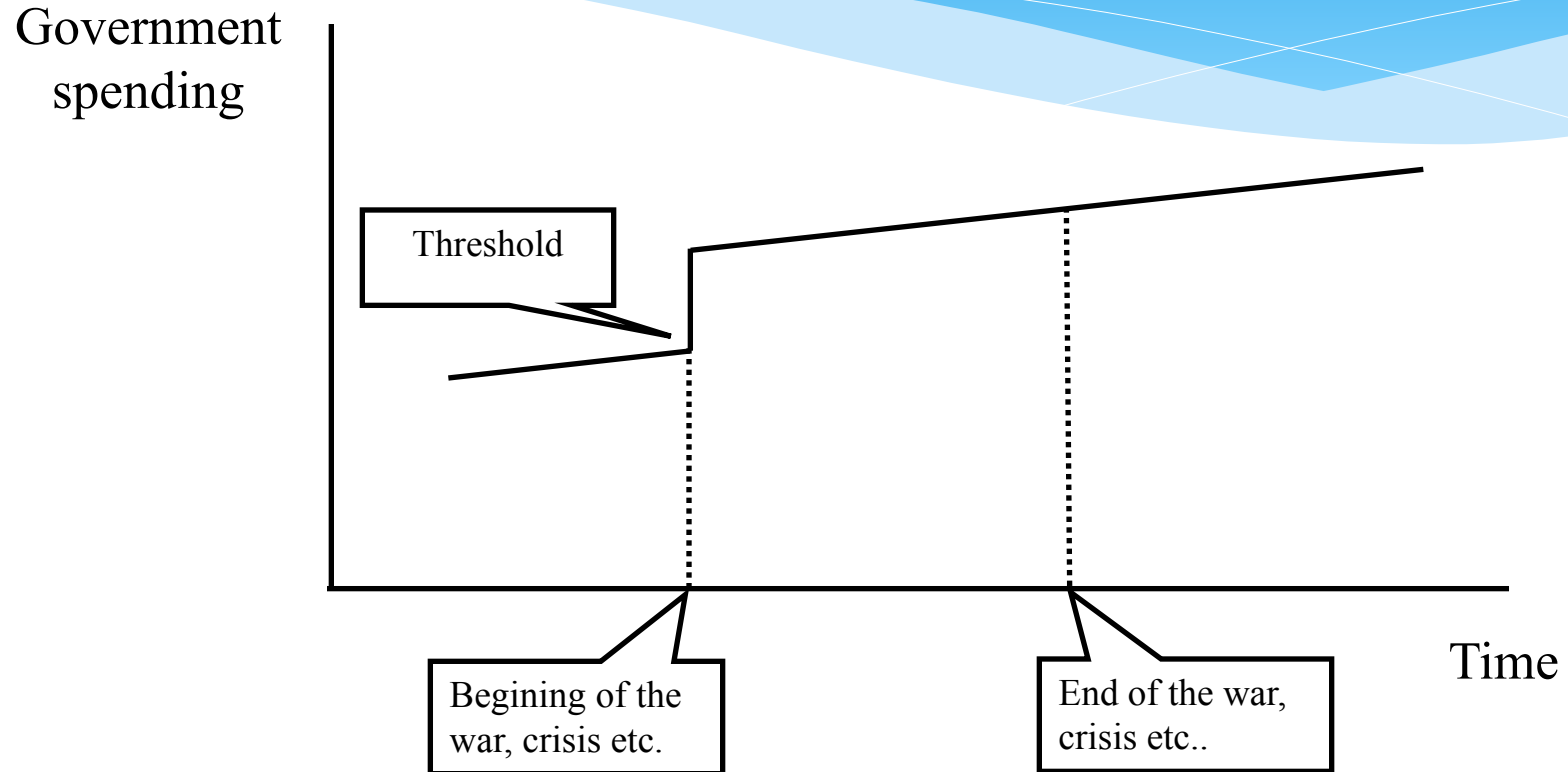 Government
spending
Threshold
Begining of the
war, crisis etc.
End of the war,
crisis etc..
Time